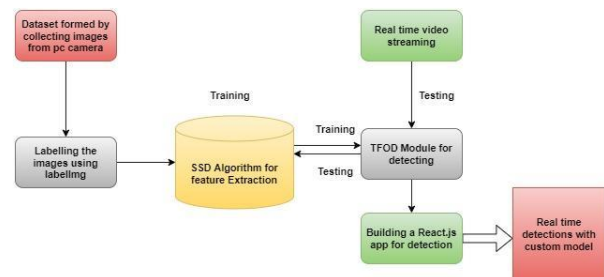 Dataset formed by
collecting images
from pc camera
Real time video
streaming
Training
Testing
Labelling the
images using
labelImg
SSD Algorithm for
feature Extraction
Training
Testing
TFOD Module for
detecting
Building a React.js
app for detection
Real time
detections with
custom model